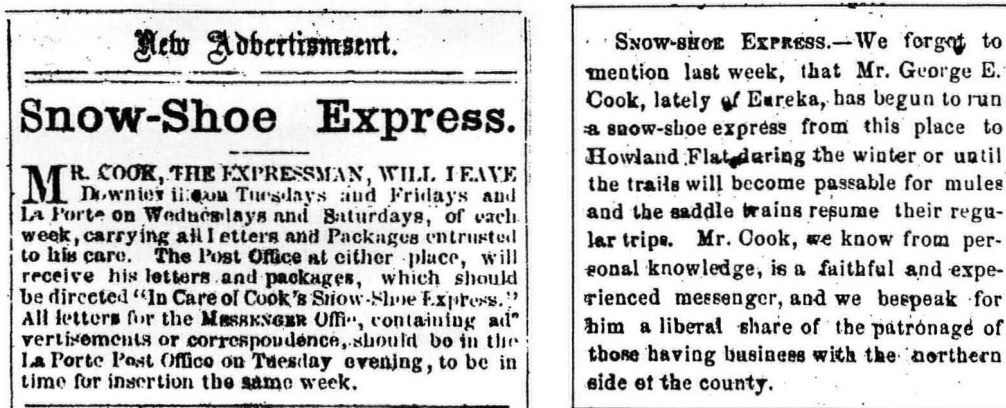 New Advertismsent.
Snow-Shoe Express.
MR. COOK, THE EXPRESSMAN, WILL LEAVE
Downieville on Tuesdays and Fridays and
La Porte on Wednesdays and Saturdays, of each
week, carrying all Letters and Packages entrusted
to his care. The Post Office at either place, will
receive his letters and packages, which should
be directed "In Care of Cook's Snow-Shoe Express."
All letters for the MESSENGER Office, containing ad-
vertisements or correspondence, should be in the
La Porte Post Office on Tuesday evening, to be in
time for insertion the same week.
SNOW-SHOE EXPRESS.—We forgot to
mention last week, that Mr. George E.
Cook, lately of Eureka, has begun to run
a snow-shoe express from this place to
Howland Flat during the winter or until
the trails will become passable for mules
and the saddle trains resume their regu-
lar trips. Mr. Cook, we know from per-
sonal knowledge, is a faithful and expe-
rienced messenger, and we bespeak for
him a liberal share of the patronage of
those having business with the northern
side of the county.